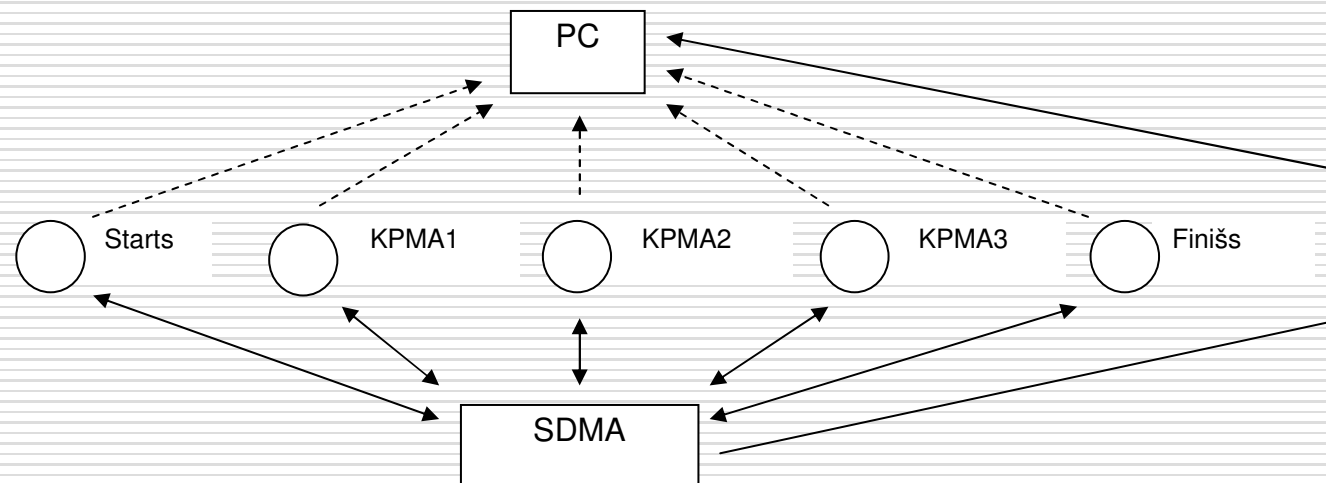 PC
Starts
KPMA1
KPMA2
KPMA3
Finišs
SDMA